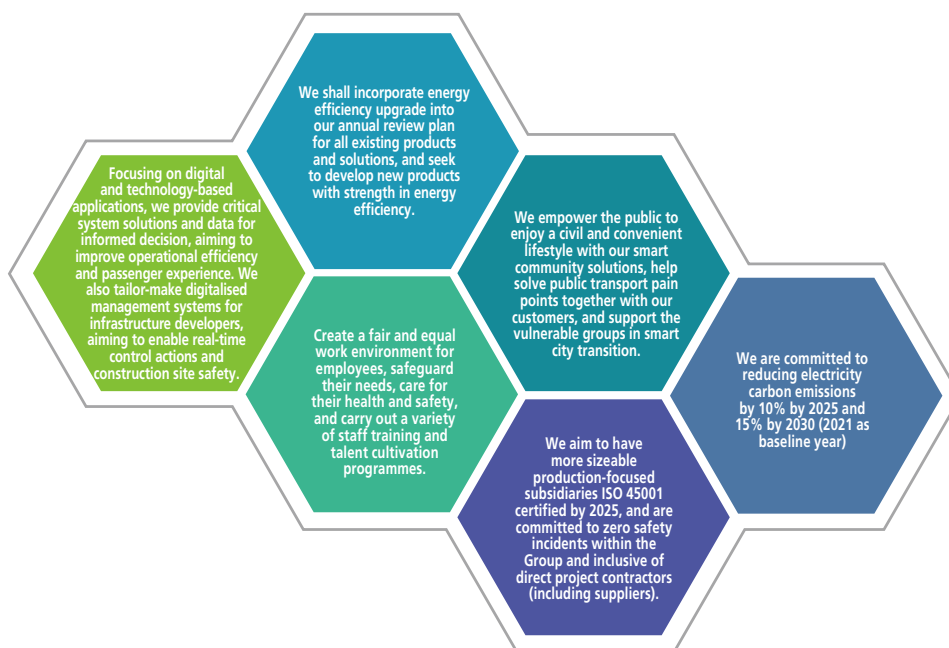 We shall incorporate energy
efficiency upgrade into
our annual review plan
for all existing products
and solutions, and seek
to develop new products
with strength in energy
efficiency.
Focusing on digital
and technology-based
applications, we provide critical
system solutions and data for
informed decision, aiming to
improve operational efficiency
and passenger experience. We
also tailor-make digitalised
management systems for
infrastructure developers,
aiming to enable real-time
control actions and
construction site safety.
We empower the public to
enjoy a civil and convenient
lifestyle with our smart
community solutions, help
solve public transport pain
points together with our
customers, and support the
vulnerable groups in smart
city transition.
Create a fair and equal
work environment for
employees, safeguard
their needs, care for
their health and safety,
and carry out a variety
of staff training and
talent cultivation
programmes.
We are committed to
reducing electricity
carbon emissions
by 10% by 2025 and
15% by 2030 (2021 as
baseline year)
We aim to have
more sizeable
production-focused
subsidiaries ISO 45001
certified by 2025, and are
committed to zero safety
incidents within the
Group and inclusive of
direct project contractors
(including suppliers).